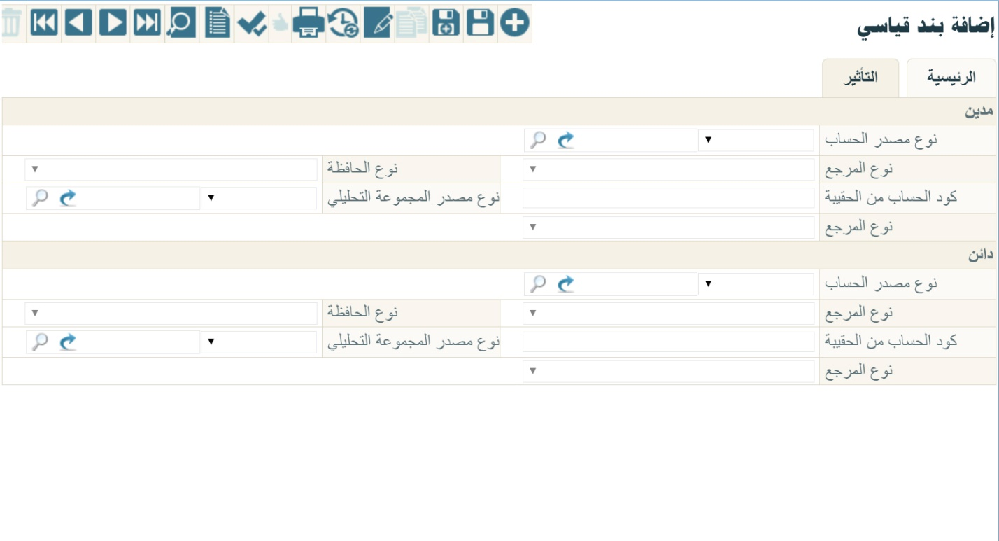 إضافة بند قياسي
الرئيسية التأثير
مدين
نوع مصدر الحساب
نوع المرجع نوع الحافظة
كود الحساب من الحقيبة نوع مصدر المجموعة التحليلي
نوع المرجع
دائن
نوع مصدر الحساب
نوع المرجع نوع الحافظة
كود الحساب من الحقيبة نوع مصدر المجموعة التحليلي
نوع المرجع